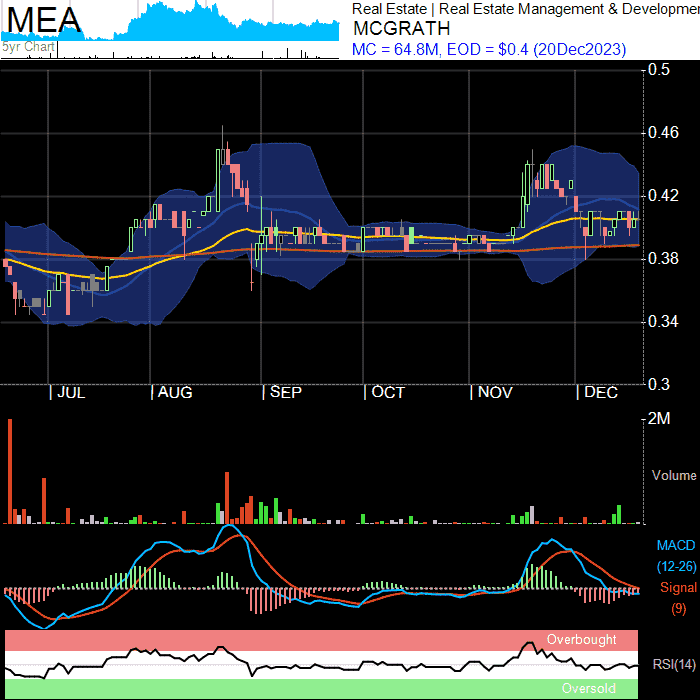 MEA
5yr Chart
Real Estate | Real Estate Management & Developmen
MCGRATH
MC = 64.8M, EOD = $0.4 (20Dec2023)
0.5
0.46
0.42
0.38
0.34
0.3
| JUL | AUG | SEP | OCT | NOV | DEC
2M
Volume
MACD
(12-26)
Signal
(9)
Overbought
RSI(14)
Oversold